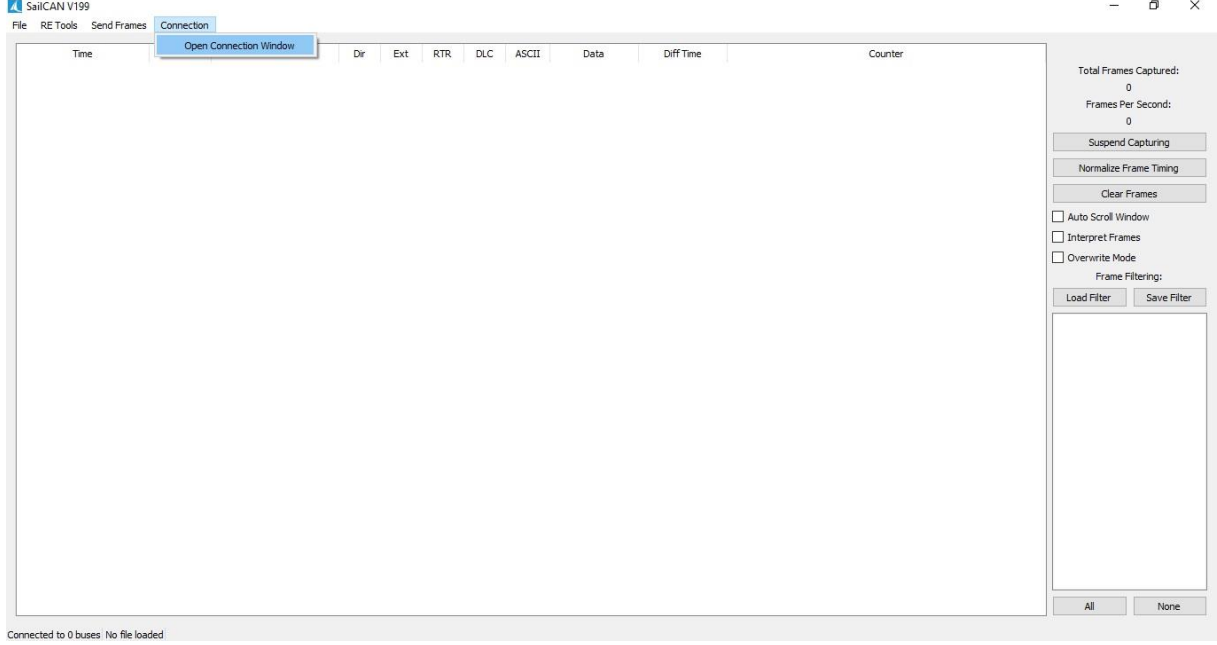 SailCAN V199
File RE Tools Send Frames Connection
Open Connection Window
Time Dir Ext RTR DLC ASCII Data Diff Time Counter
Total Frames Captured:
0
Frames Per Second:
0
Suspend Capturing
Normalize Frame Timing
Clear Frames
Auto Scroll Window
Interpret Frames
Overwrite Mode
Frame Filtering:
Load Filter Save Filter
All None
Connected to 0 buses No file loaded